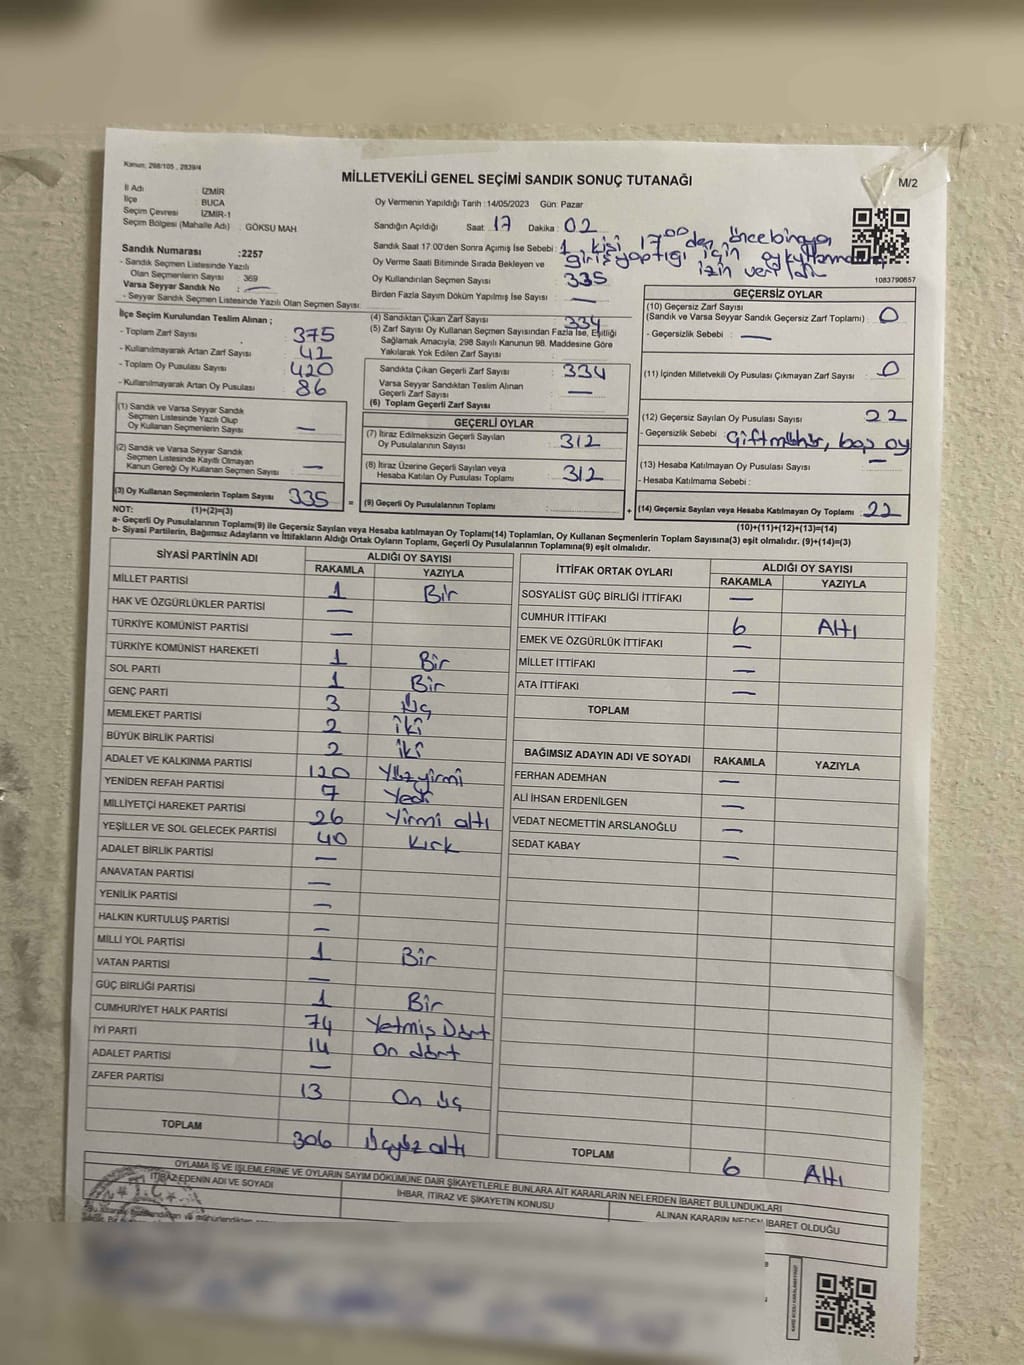 Kanun: 298/105 , 2839/4
MİLLETVEKİLİ GENEL SEÇİMİ SANDIK SONUÇ TUTANAĞI
M/2
İl Adı : İZMİR
İlçe : BUCA
Seçim Çevresi : İZMİR-1
Seçim Bölgesi (Mahalle Adı) : GÖKSU MAH
Oy Vermenin Yapıldığı Tarih :14/05/2023 Gün: Pazar
Sandığın Açıldığı Saat : 17 Dakika : 02
Sandık Saat 17.00'den Sonra Açımış İse Sebebi : 1 kişi 17.00 den önce binaya
giriş yaptığı için oy kullanma
izin verildi
Oy Verme Saati Bitiminde Sırada Bekleyen ve
Oy Kullandırılan Seçmen Sayısı 335
Birden Fazla Sayım Döküm Yapılmış İse Sayısı : —
1083790857
Sandık Numarası :2257
- Sandık Seçmen Listesinde Yazılı
Olan Seçmenlerin Sayısı : 369
Varsa Seyyar Sandık No : —
- Seyyar Sandık Seçmen Listesinde Yazılı Olan Seçmen Sayısı:
İlçe Seçim Kurulundan Teslim Alınan ;
- Toplam Zarf Sayısı : 375
- Kullanılmayarak Artan Zarf Sayısı : 41
- Toplam Oy Pusulası Sayısı : 420
- Kullanılmayarak Artan Oy Pusulası : 86
(1) Sandık ve Varsa Seyyar Sandık
Seçmen Listesinde Yazılı Olup
Oy Kullanan Seçmenlerin Sayısı : —
(2) Sandık ve Varsa Seyyar Sandık
Seçmen Listesinde Kayıtlı Olmayan
Kanun Gereği Oy Kullanan Seçmen Sayısı : —
(3) Oy Kullanan Seçmenlerin Toplam Sayısı 335 =
(4) Sandıktan Çıkan Zarf Sayısı : 334
(5) Zarf Sayısı Oy Kullanan Seçmen Sayısından Fazla İse, Eşitliği
Sağlamak Amacıyla, 298 Sayılı Kanunun 98. Maddesine Göre
Yakılarak Yok Edilen Zarf Sayısı :
Sandıkta Çıkan Geçerli Zarf Sayısı : 334
Varsa Seyyar Sandıktan Teslim Alınan
Geçerli Zarf Sayısı : —
(6) Toplam Geçerli Zarf Sayısı
GEÇERLİ OYLAR
(7) İtiraz Edilmeksizin Geçerli Sayılan
Oy Pusulalarının Sayısı : 312
(8) İtiraz Üzerine Geçerli Sayılan veya
Hesaba Katılan Oy Pusulası Toplamı : 312
(9) Geçerli Oy Pusulalarının Toplamı : +
GEÇERSİZ OYLAR
(10) Geçersiz Zarf Sayısı
(Sandık ve Varsa Seyyar Sandık Geçersiz Zarf Toplamı) : 0
- Geçersizlik Sebebi : —
(11) İçinden Milletvekili Oy Pusulası Çıkmayan Zarf Sayısı : 0
(12) Geçersiz Sayılan Oy Pusulası Sayısı : 22
- Geçersizlik Sebebi : Çift mühür, boş oy
(13) Hesaba Katılmayan Oy Pusulası Sayısı : —
- Hesaba Katılmama Sebebi :
(14) Geçersiz Sayılan veya Hesaba Katılmayan Oy Toplamı : 22
NOT: (1)+(2)=(3)
(10)+(11)+(12)+(13)=(14)
a- Geçerli Oy Pusulalarının Toplamı(9) ile Geçersiz Sayılan veya Hesaba katılmayan Oy Toplamı(14) Toplamları, Oy Kullanan Seçmenlerin Toplam Sayısına(3) eşit olmalıdır. (9)+(14)=(3)
b- Siyasi Partilerin, Bağımsız Adayların ve İttifakların Aldığı Ortak Oyların Toplamı, Geçerli Oy Pusulalarının Toplamına(9) eşit olmalıdır.
SİYASİ PARTİNİN ADI ALDIĞI OY SAYISI
RAKAMLA YAZIYLA
MİLLET PARTİSİ 1 Bir
HAK VE ÖZGÜRLÜKLER PARTİSİ —
TÜRKİYE KOMÜNİST PARTİSİ —
TÜRKİYE KOMÜNİST HAREKETİ 1 Bir
SOL PARTİ 1 Bir
GENÇ PARTİ 3 Üç
MEMLEKET PARTİSİ 2 iki
BÜYÜK BİRLİK PARTİSİ 2 iki
ADALET VE KALKINMA PARTİSİ 120 Yüz yirmi
YENİDEN REFAH PARTİSİ 7 Yedi
MİLLİYETÇİ HAREKET PARTİSİ 26 Yirmi altı
YEŞİLLER VE SOL GELECEK PARTİSİ 40 Kırk
ADALET BİRLİK PARTİSİ —
ANAVATAN PARTİSİ —
YENİLİK PARTİSİ —
HALKIN KURTULUŞ PARTİSİ —
MİLLİ YOL PARTİSİ 1 Bir
VATAN PARTİSİ —
GÜÇ BİRLİĞİ PARTİSİ 1 Bir
CUMHURİYET HALK PARTİSİ 74 Yetmiş Dört
İYİ PARTİ 14 On dört
ADALET PARTİSİ —
ZAFER PARTİSİ 13 On üç
TOPLAM 306 üçyüz altı
İTTİFAK ORTAK OYLARI ALDIĞI OY SAYISI
RAKAMLA YAZIYLA
SOSYALİST GÜÇ BİRLİĞİ İTTİFAKI —
CUMHUR İTTİFAKI 6 Altı
EMEK VE ÖZGÜRLÜK İTTİFAKI —
MİLLET İTTİFAKI —
ATA İTTİFAKI —
TOPLAM
BAĞIMSIZ ADAYIN ADI VE SOYADI RAKAMLA YAZIYLA
FERHAN ADEMHAN —
ALİ İHSAN ERDENİLGEN —
VEDAT NECMETTİN ARSLANOĞLU —
SEDAT KABAY —
TOPLAM 6 Altı
OYLAMA İŞ VE İŞLEMLERİNE VE OYLARIN SAYIM DÖKÜMÜNE DAİR ŞİKAYETLERLE BUNLARA AİT KARARLARIN NELERDEN İBARET BULUNDUKLARI
İTİRAZ EDENİN ADI VE SOYADI İHBAR, İTİRAZ VE ŞİKAYETİN KONUSU ALINAN KARARIN NEDEN İBARET OLDUĞU